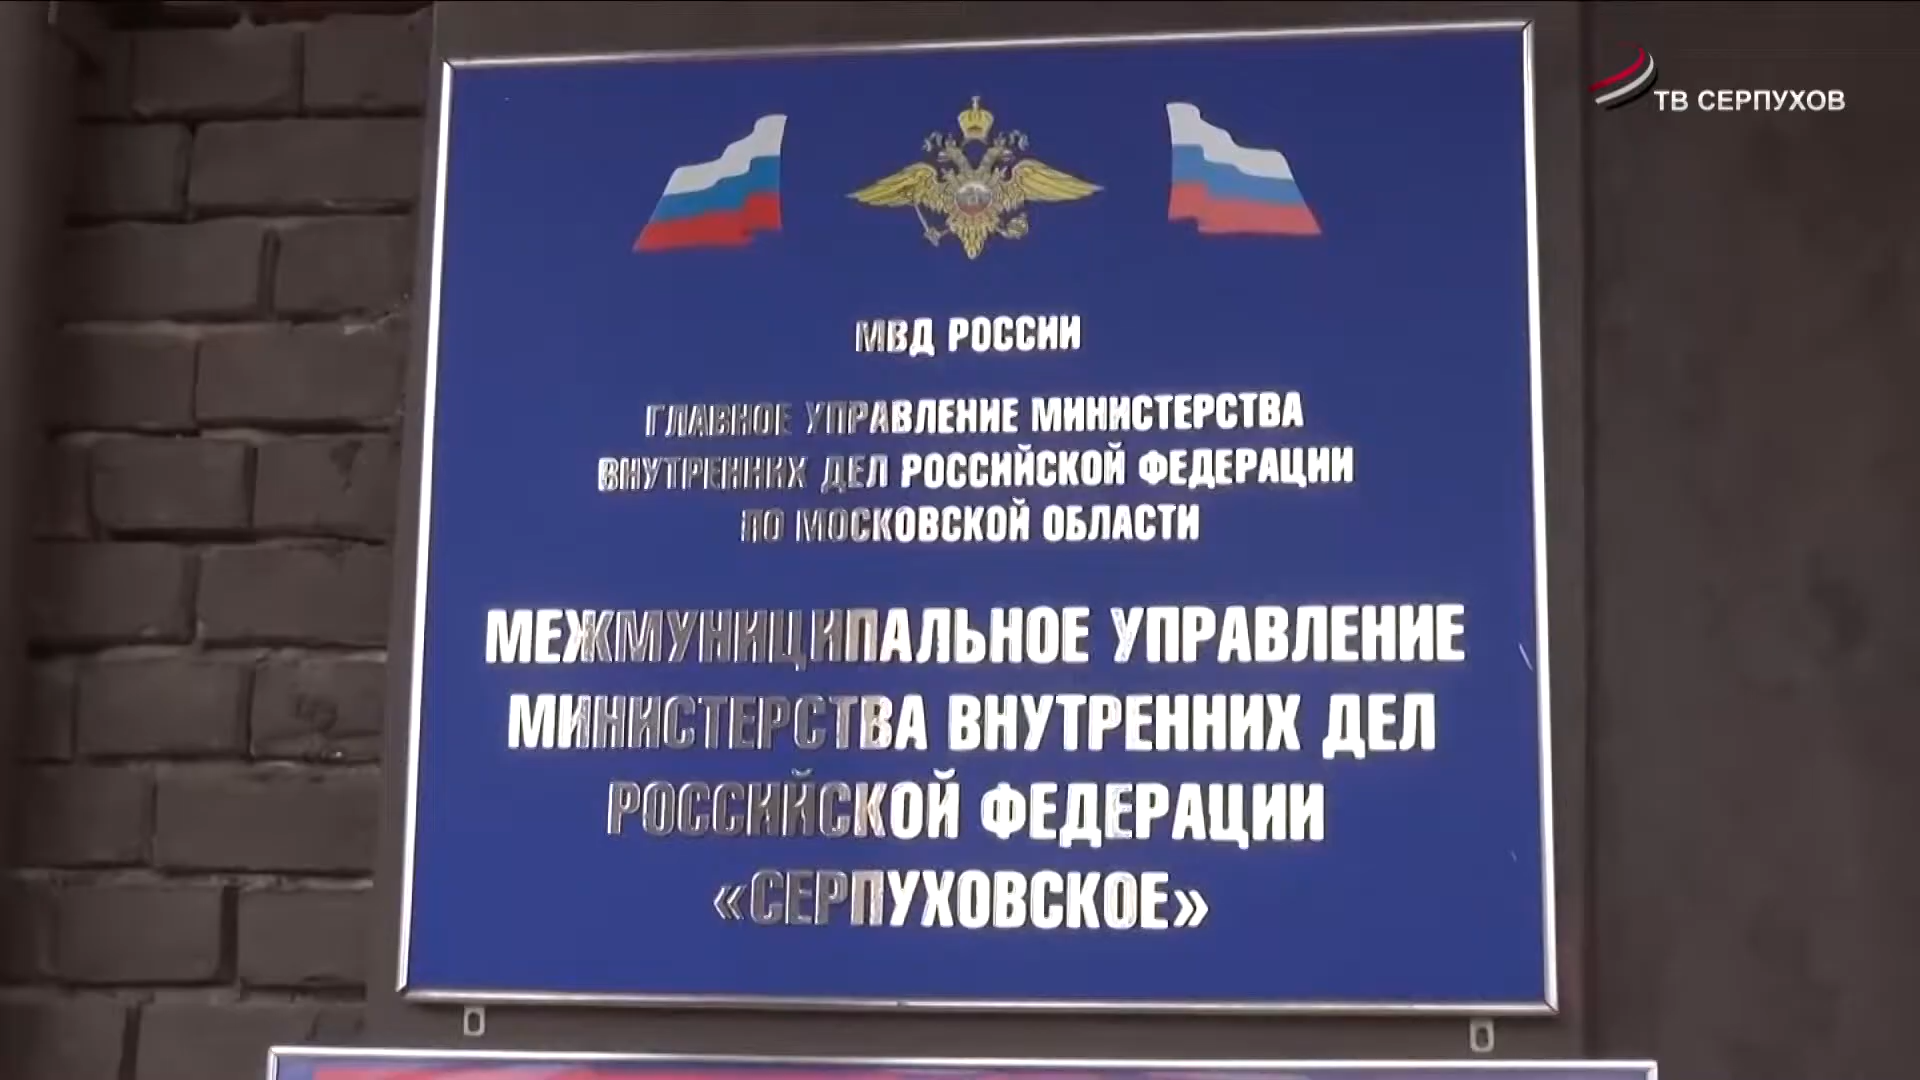 ТВ СЕРПУХОВ
МВД РОССИИ
ГЛАВНОЕ УПРАВЛЕНИЕ МИНИСТЕРСТВА
ВНУТРЕННИХ ДЕЛ РОССИЙСКОЙ ФЕДЕРАЦИИ
ПО МОСКОВСКОЙ ОБЛАСТИ
МЕЖМУНИЦИПАЛЬНОЕ УПРАВЛЕНИЕ
МИНИСТЕРСТВА ВНУТРЕННИХ ДЕЛ
РОССИЙСКОЙ ФЕДЕРАЦИИ
«СЕРПУХОВСКОЕ»